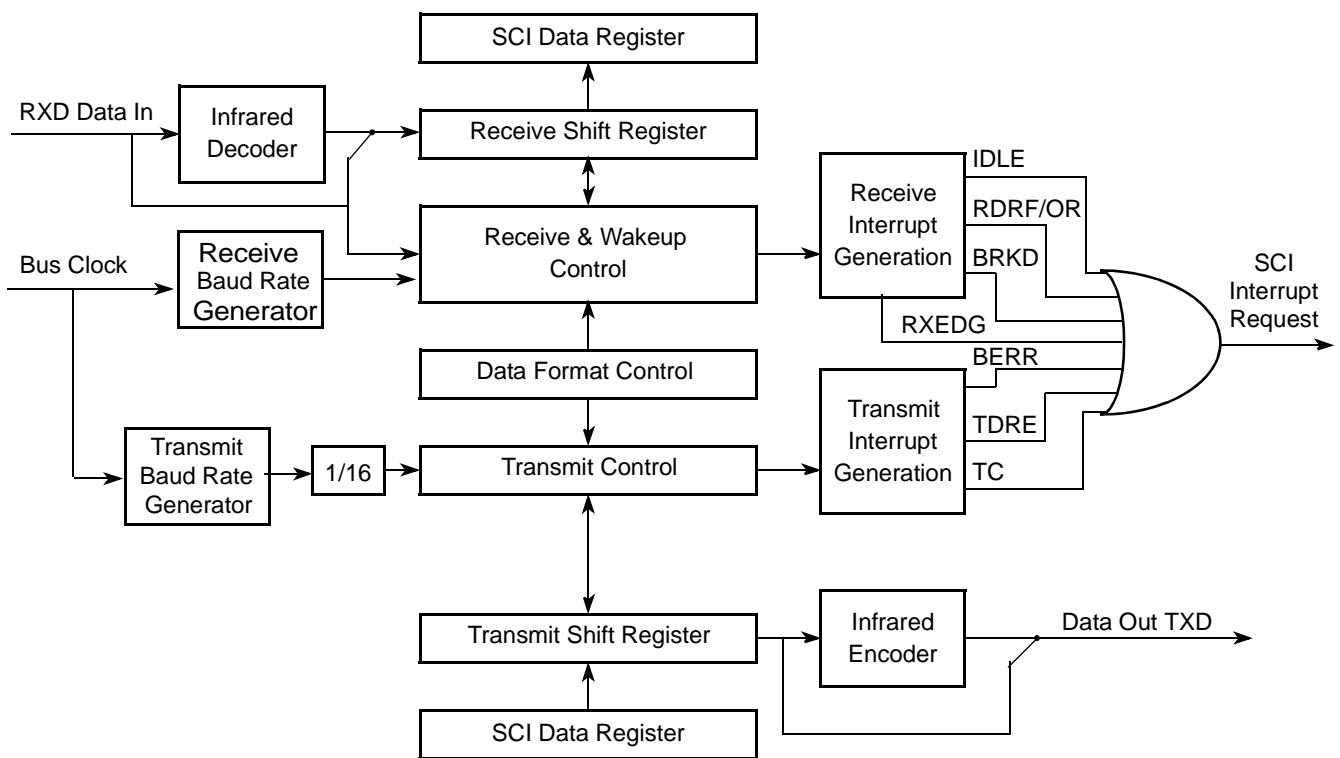 SCI Data Register
RXD Data In
Infrared
Decoder
Receive Shift Register
IDLE
Receive
Interrupt
Generation
RDRF/OR
BRKD
RXEDG
Receive & Wakeup
Control
Bus Clock
Receive
Baud Rate
Generator
SCI
Interrupt
Request
Data Format Control
BERR
Transmit
Interrupt
Generation
TDRE
TC
Transmit
Baud Rate
Generator
1/16
Transmit Control
Transmit Shift Register
Infrared
Encoder
Data Out TXD
SCI Data Register